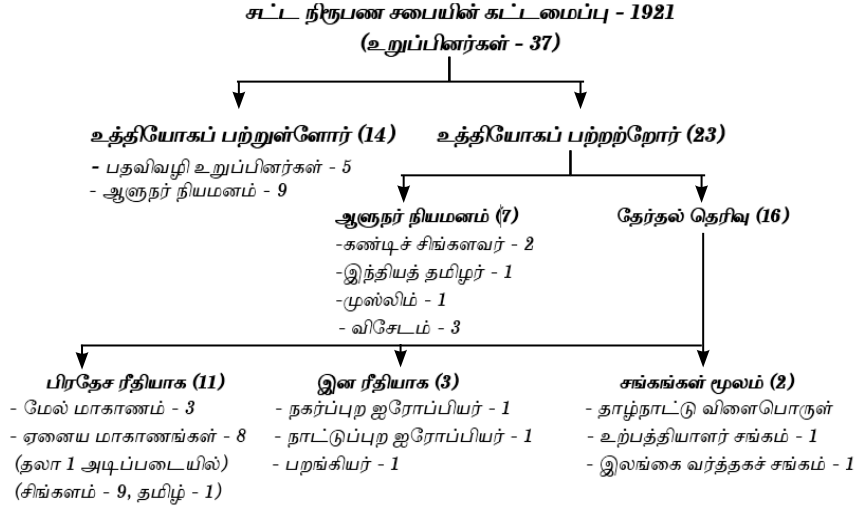 சட்ட நிரூபண சபையின் கட்டமைப்பு - 1921
(உறுப்பினர்கள் - 37)
உத்தியோகப் பற்றுள்ளோர் (14)
- பதவிவழி உறுப்பினர்கள் - 5
- ஆளுநர் நியமனம் - 9
உத்தியோகப் பற்றற்றோர் (23)
ஆளுநர் நியமனம் (7)
-கண்டிச் சிங்களவர் - 2
-இந்தியத் தமிழர் - 1
-முஸ்லிம் - 1
- விசேடம் - 3
தேர்தல் தெரிவு (16)
பிரதேச ரீதியாக (11)
- மேல் மாகாணம் - 3
- ஏனைய மாகாணங்கள் - 8
(தலா 1 அடிப்படையில்)
(சிங்களம் - 9, தமிழ் - 1)
இன ரீதியாக (3)
- நகர்ப்புற ஐரோப்பியர் - 1
- நாட்டுப்புற ஐரோப்பியர் - 1
- பறங்கியர் - 1
சங்கங்கள் மூலம் (2)
- தாழ்நாட்டு விளைபொருள்
- உற்பத்தியாளர் சங்கம் - 1
- இலங்கை வர்த்தகச் சங்கம் - 1